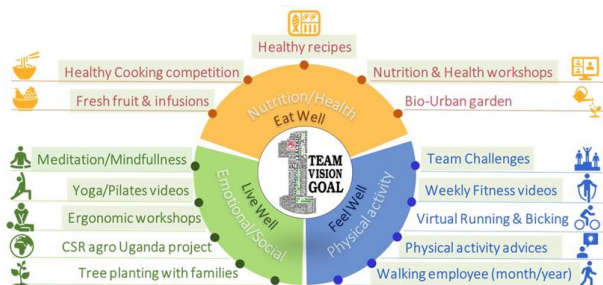 Healthy recipes
Healthy Cooking competition
Nutrition & Health workshops
Fresh fruit & infusions
Bio-Urban garden
Nutrition/Health
Eat Well
Meditation/Mindfullness
Yoga/Pilates videos
Ergonomic workshops
CSR agro Uganda project
Tree planting with families
Live Well
Emotional/Social
1 TEAM
VISION
GOAL
Feel Well
Physical activity
Team Challenges
Weekly Fitness videos
Virtual Running & Bicking
Physical activity advices
Walking employee (month/year)